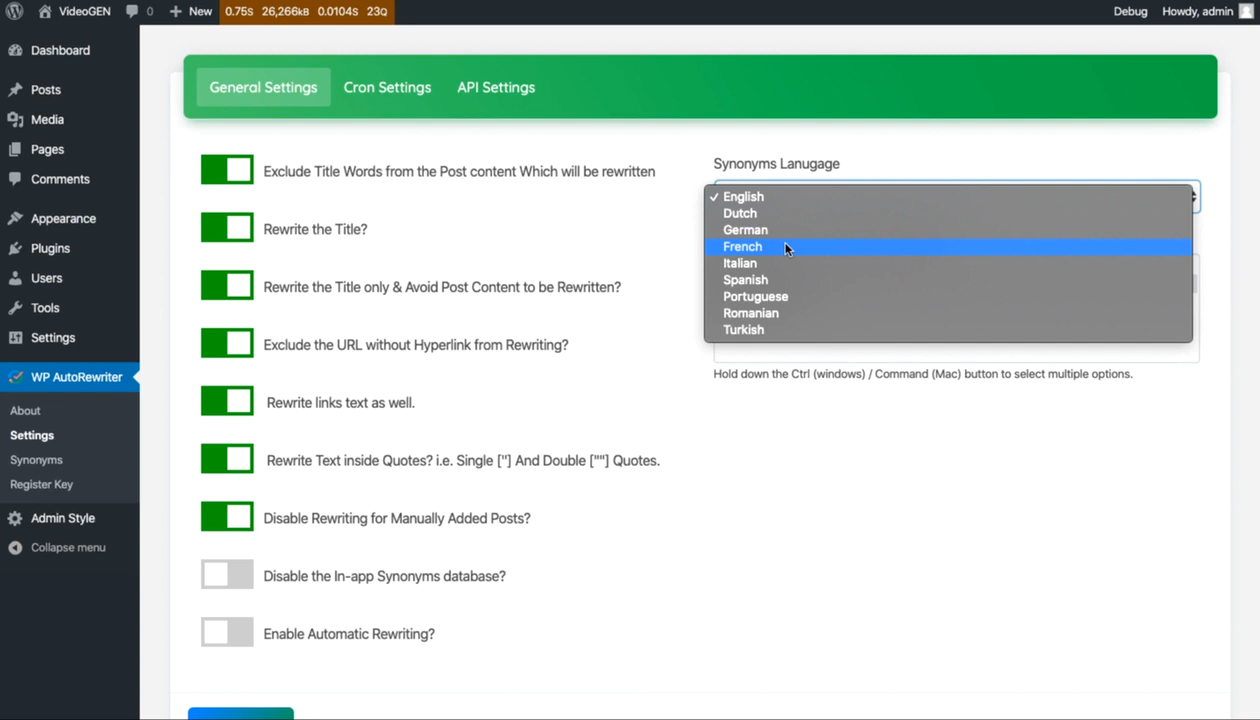 VideoGEN 0 New 0.75S 26,266KB 0.0104S 23Q Debug Howdy, admin
Dashboard
Posts
Media
Pages
Comments
Appearance
Plugins
Users
Tools
Settings
WP AutoRewriter
About
Settings
Synonyms
Register Key
Admin Style
Collapse menu
General Settings Cron Settings API Settings
Exclude Title Words from the Post content Which will be rewritten
Rewrite the Title?
Rewrite the Title only & Avoid Post Content to be Rewritten?
Exclude the URL without Hyperlink from Rewriting?
Rewrite links text as well.
Rewrite Text inside Quotes? i.e. Single ['] And Double [""] Quotes.
Disable Rewriting for Manually Added Posts?
Disable the In-app Synonyms database?
Enable Automatic Rewriting?
Synonyms Lanugage
✓ English
Dutch
German
French
Italian
Spanish
Portuguese
Romanian
Turkish
Hold down the Ctrl (windows) / Command (Mac) button to select multiple options.